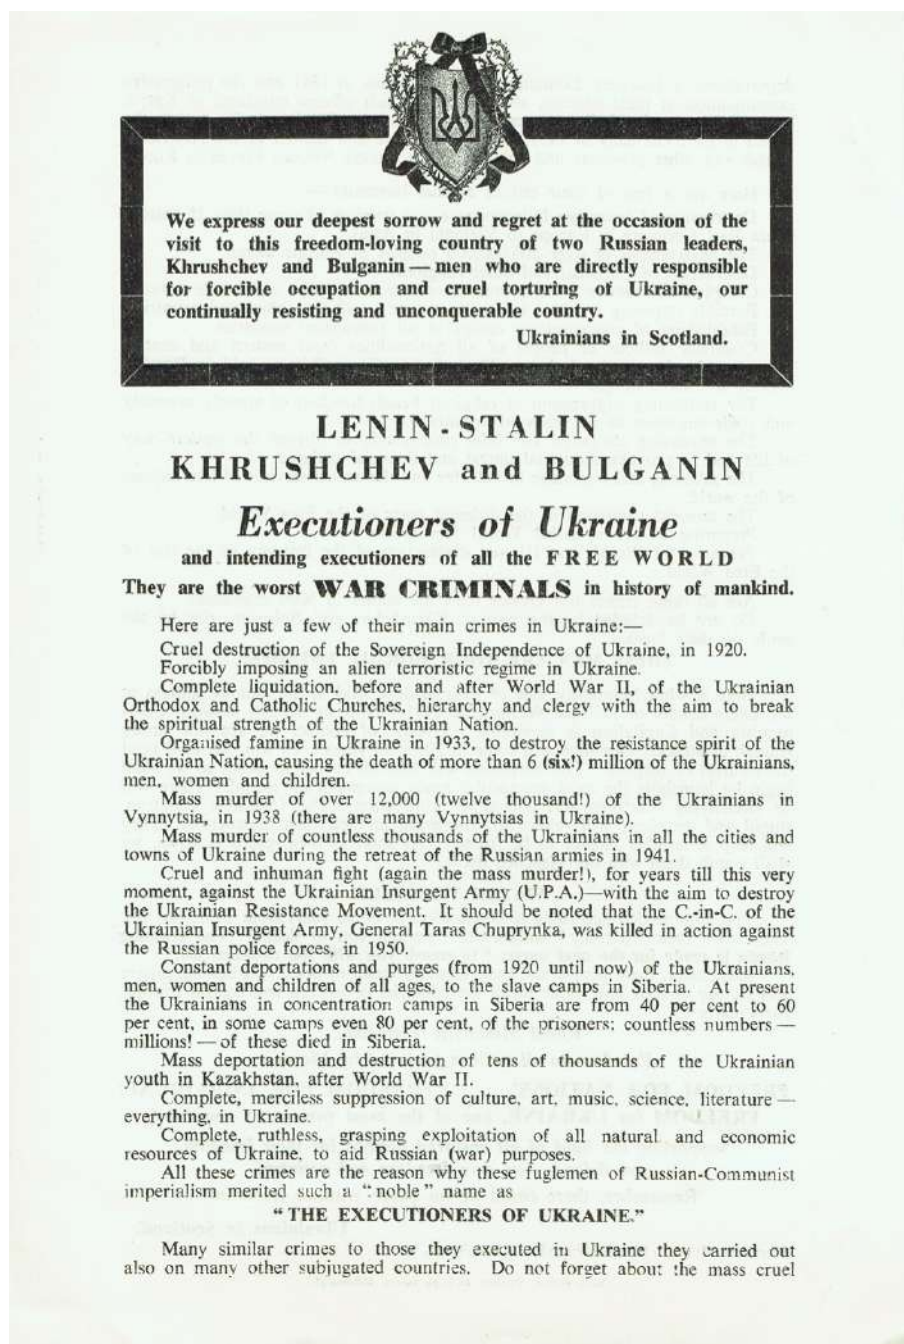 We express our deepest sorrow and regret at the occasion of the
visit to this freedom-loving country of two Russian leaders,
Khrushchev and Bulganin — men who are directly responsible
for forcible occupation and cruel torturing of Ukraine, our
continually resisting and unconquerable country.
Ukrainians in Scotland.
LENIN - STALIN
KHRUSHCHEV and BULGANIN
Executioners of Ukraine
and intending executioners of all the FREE WORLD
They are the worst WAR CRIMINALS in history of mankind.
Here are just a few of their main crimes in Ukraine:—
Cruel destruction of the Sovereign Independence of Ukraine, in 1920.
Forcibly imposing an alien terroristic regime in Ukraine.
Complete liquidation, before and after World War II, of the Ukrainian
Orthodox and Catholic Churches, hierarchy and clergy with the aim to break
the spiritual strength of the Ukrainian Nation.
Organised famine in Ukraine in 1933, to destroy the resistance spirit of the
Ukrainian Nation, causing the death of more than 6 (six!) million of the Ukrainians,
men, women and children.
Mass murder of over 12,000 (twelve thousand!) of the Ukrainians in
Vynnytsia, in 1938 (there are many Vynnytsias in Ukraine).
Mass murder of countless thousands of the Ukrainians in all the cities and
towns of Ukraine during the retreat of the Russian armies in 1941.
Cruel and inhuman fight (again the mass murder!), for years till this very
moment, against the Ukrainian Insurgent Army (U.P.A.)—with the aim to destroy
the Ukrainian Resistance Movement. It should be noted that the C.-in-C. of the
Ukrainian Insurgent Army, General Taras Chuprynka, was killed in action against
the Russian police forces, in 1950.
Constant deportations and purges (from 1920 until now) of the Ukrainians,
men, women and children of all ages, to the slave camps in Siberia. At present
the Ukrainians in concentration camps in Siberia are from 40 per cent to 60
per cent, in some camps even 80 per cent, of the prisoners; countless numbers —
millions! — of these died in Siberia.
Mass deportation and destruction of tens of thousands of the Ukrainian
youth in Kazakhstan, after World War II.
Complete, merciless suppression of culture, art, music, science, literature —
everything, in Ukraine.
Complete, ruthless, grasping exploitation of all natural and economic
resources of Ukraine, to aid Russian (war) purposes.
All these crimes are the reason why these fuglemen of Russian-Communist
imperialism merited such a "noble" name as
"THE EXECUTIONERS OF UKRAINE."
Many similar crimes to those they executed in Ukraine they carried out
also on many other subjugated countries. Do not forget about the mass cruel